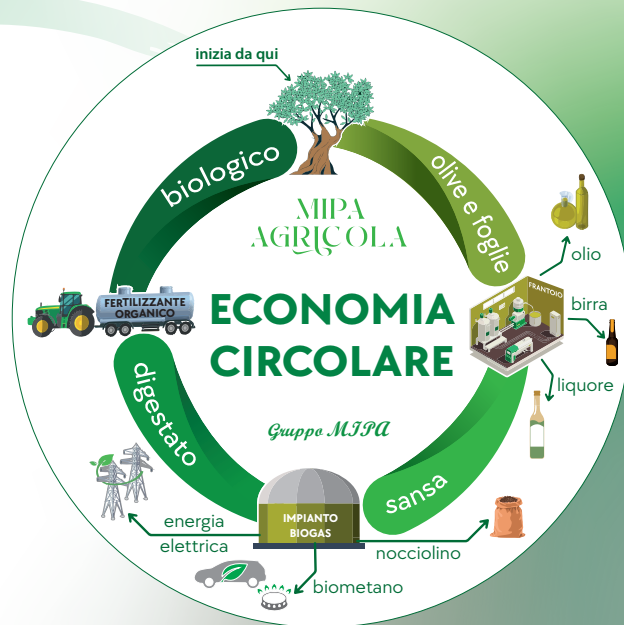 inizia da qui
biologico
olive e foglie
MIPA
AGRICOLA
olio
FRANTOIO
FERTILIZZANTE
ORGANICO
ECONOMIA
CIRCOLARE
birra
liquore
digestato
Gruppo MIPA
sansa
IMPIANTO
BIOGAS
energia
elettrica
nocciolino
biometano